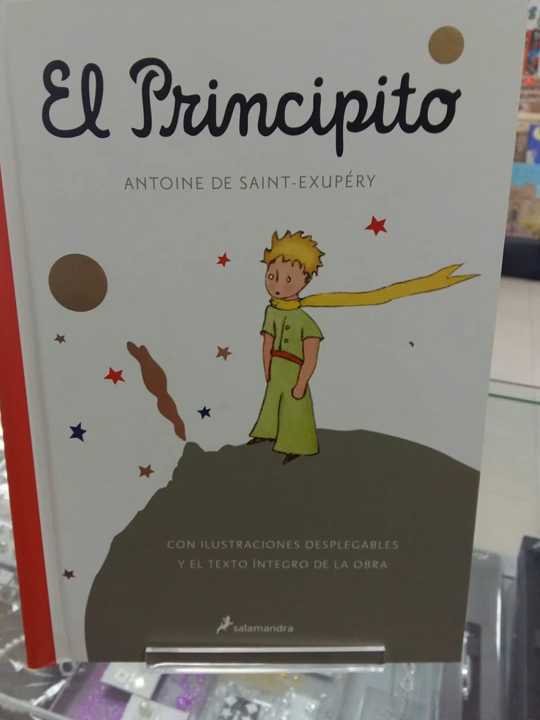 El Principito
ANTOINE DE SAINT-EXUPÉRY
CON ILUSTRACIONES DESPLEGABLES
Y EL TEXTO ÍNTEGRO DE LA OBRA
salamandra